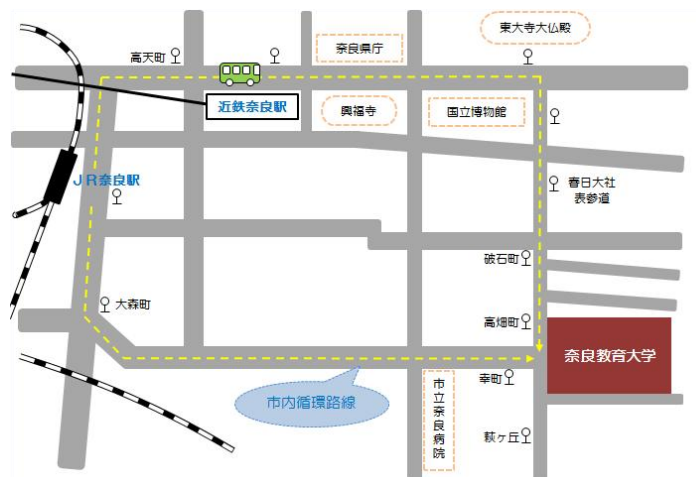 東大寺大仏殿
高天町
奈良県庁
近鉄奈良駅
興福寺
国立博物館
JR奈良駅
春日大社
表参道
破石町
大森町
高畑町
奈良教育大学
幸町
市内循環路線
市立奈良病院
萩ヶ丘